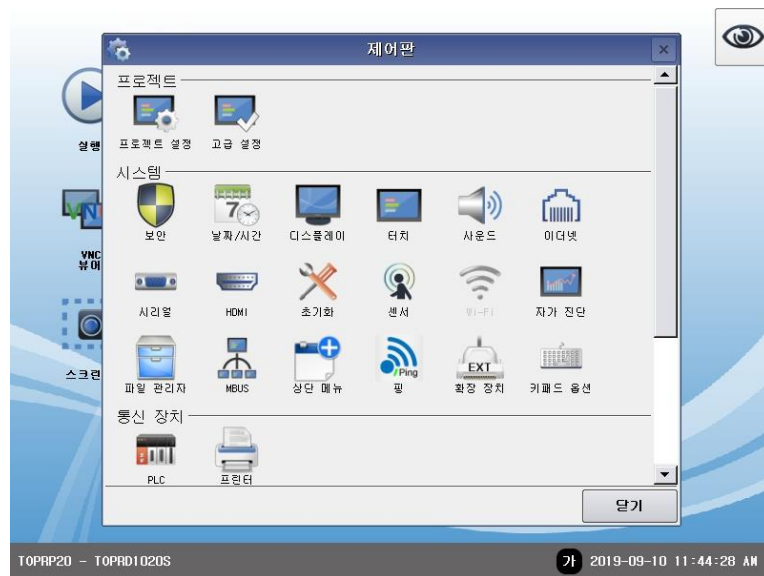 제어판
프로젝트
프로젝트 설정
고급 설정
시스템
7
보안
날짜/시간
디스플레이
터치
사운드
이더넷
시리얼
HDMI
초기화
센서
Wi-Fi
자가 진단
Ping
EXT
파일 관리자
MBUS
상단 메뉴
핑
확장 장치
키패드 옵션
통신 장치
PLC
프린터
닫기
실행
VNC
VNC
뷰어
스크린
TOPRP20 - TOPRD1020S
가 2019-09-10 11:44:28 AM